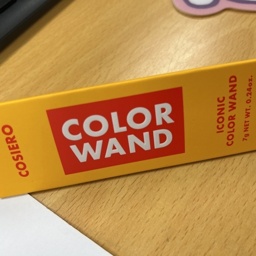 COSIERO
COLOR
WAND
ICONIC
COLOR WAND
7g NET WT. 0.24oz.